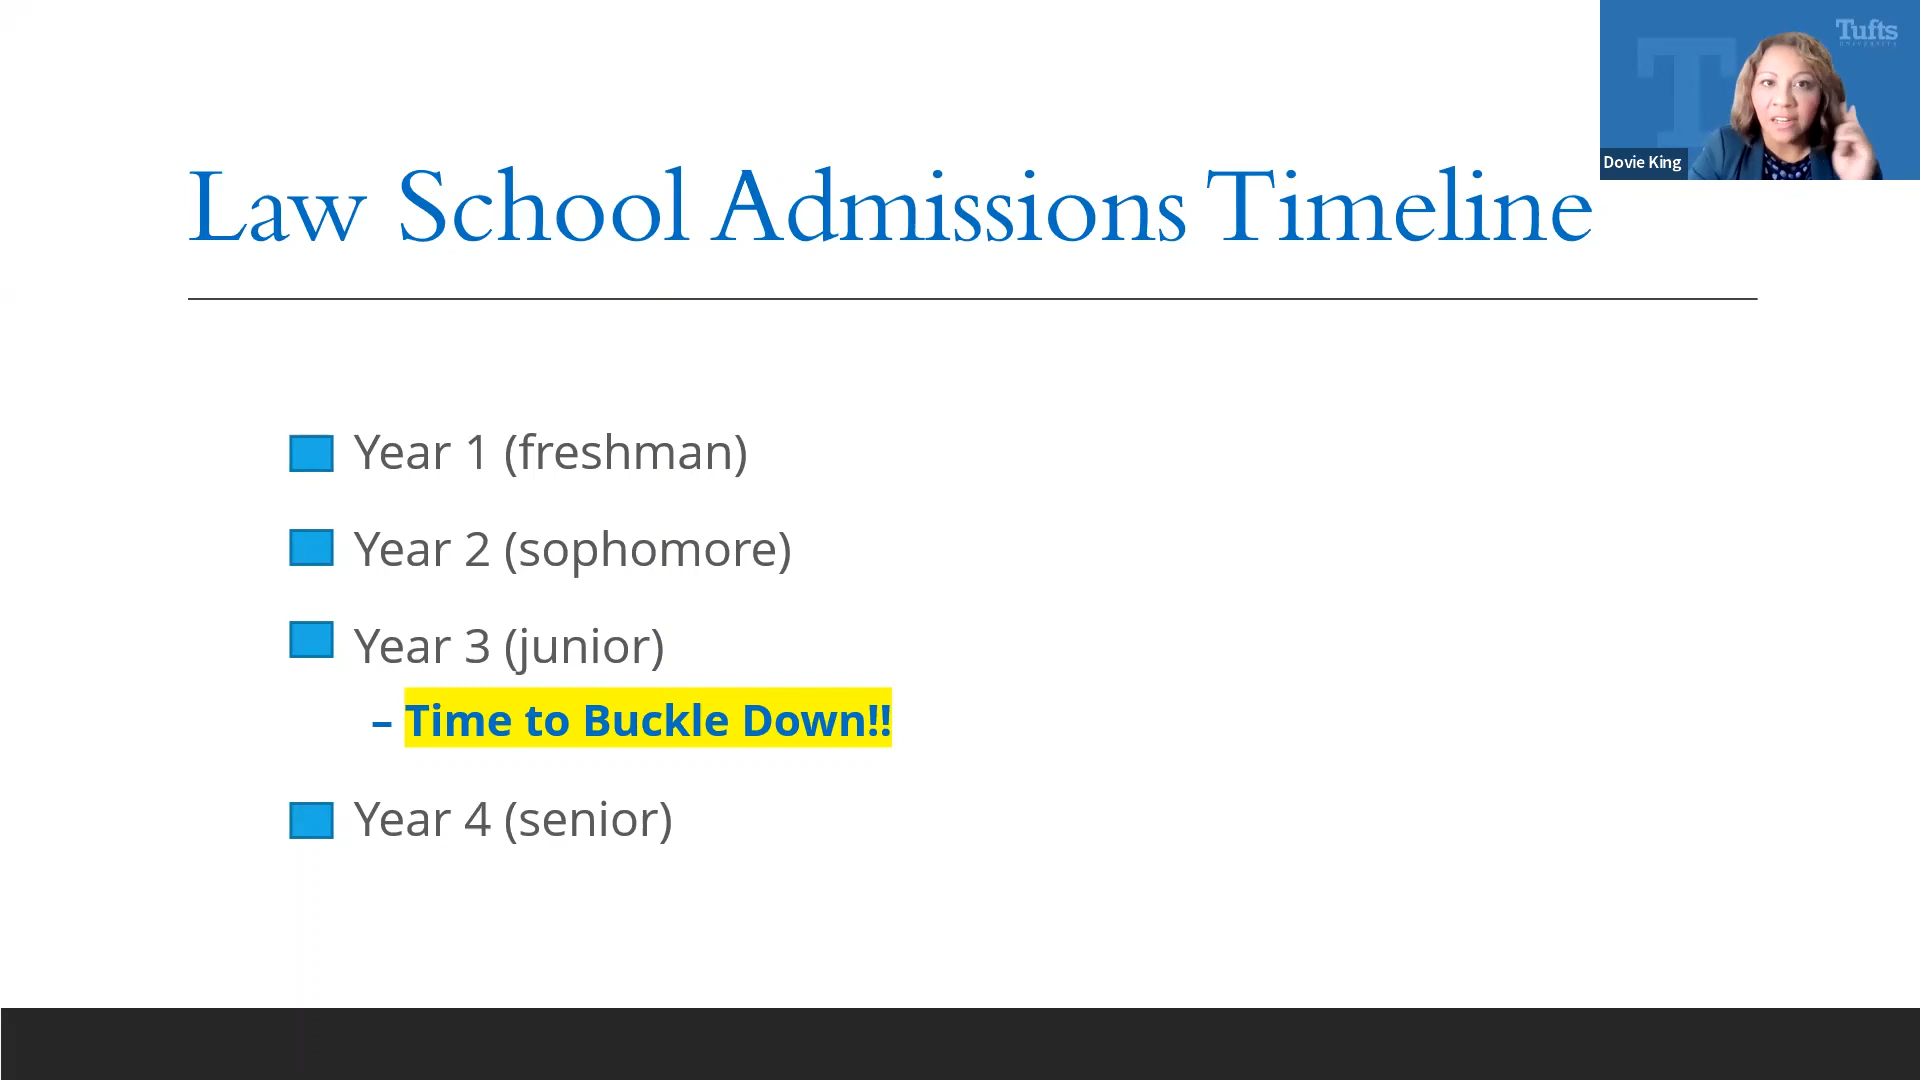 Tufts
UNIVERSITY
Dovie King
Law School Admissions Timeline
Year 1 (freshman)
Year 2 (sophomore)
Year 3 (junior)
– Time to Buckle Down!!
Year 4 (senior)